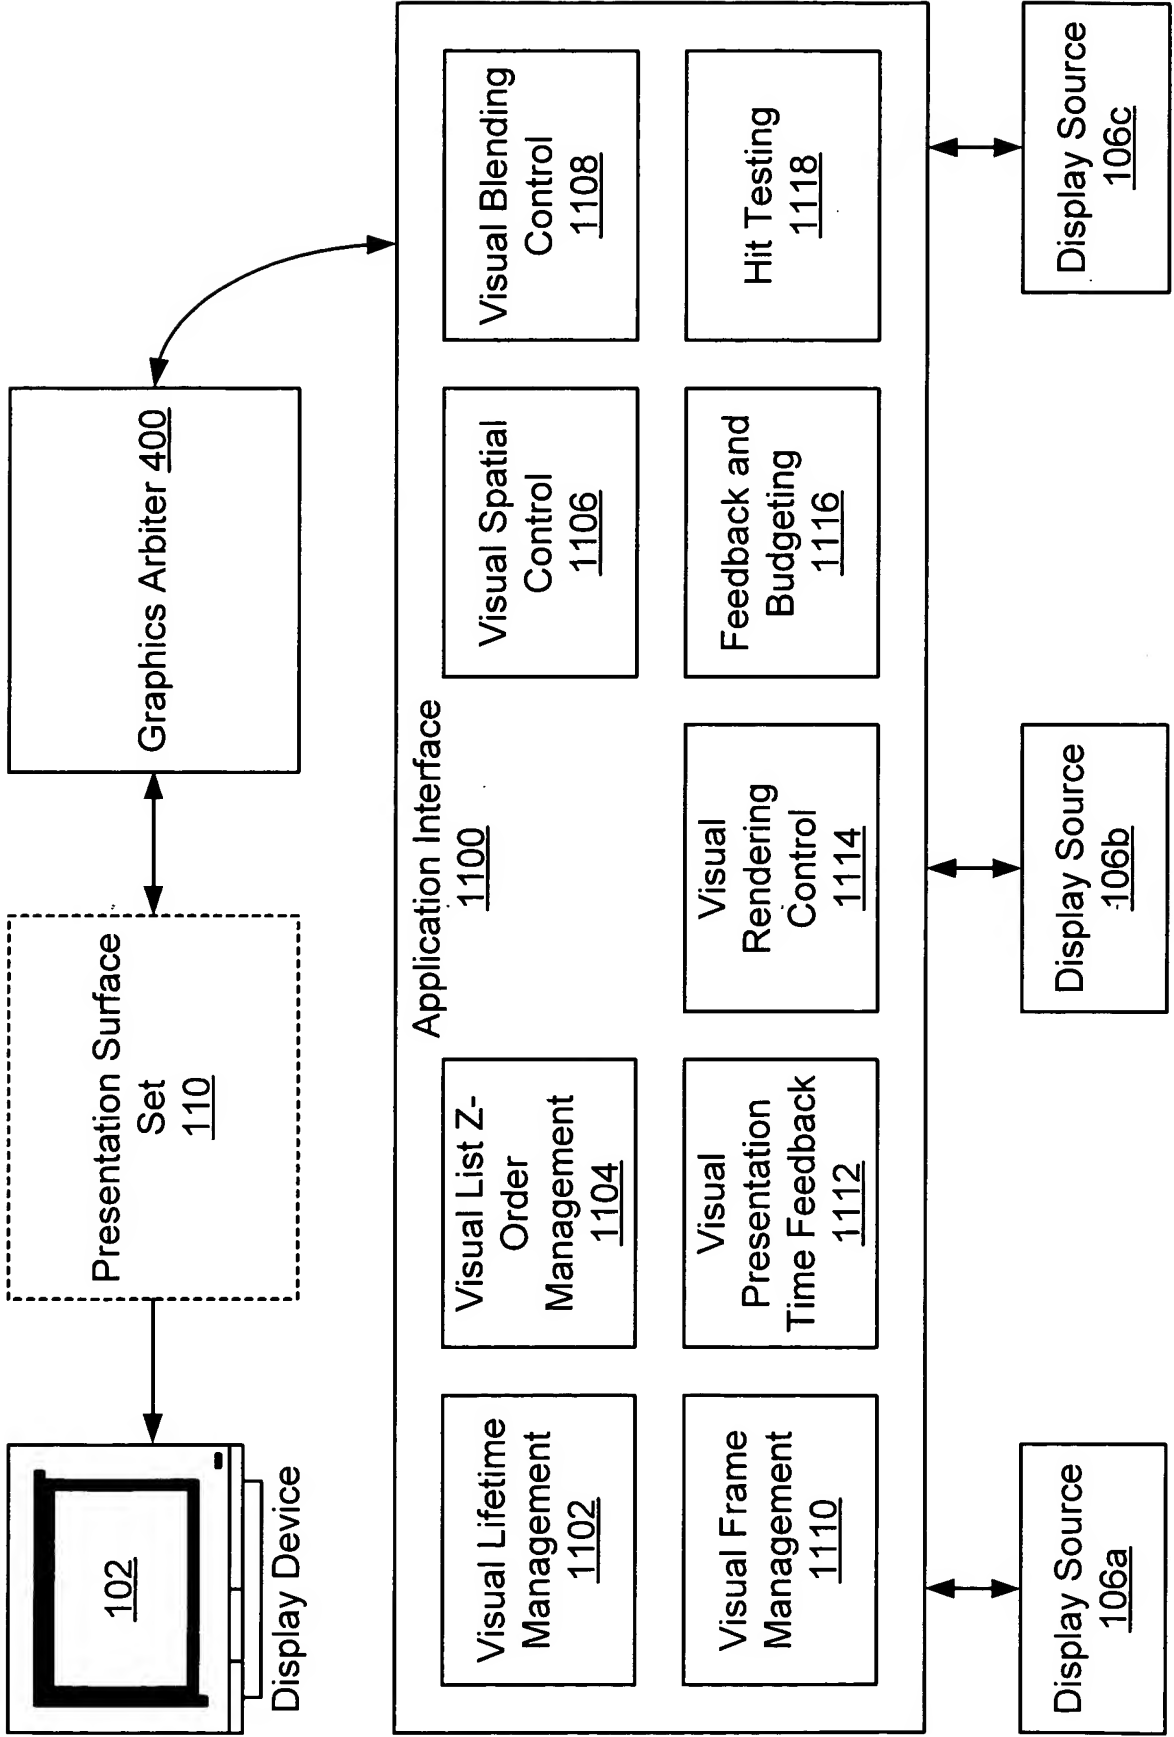 102
Display Device
Presentation Surface
Set
110
Graphics Arbiter 400
Application Interface
1100
Visual Lifetime
Management
1102
Visual List Z-
Order
Management
1104
Visual Spatial
Control
1106
Visual Blending
Control
1108
Visual Frame
Management
1110
Visual
Presentation
Time Feedback
1112
Visual
Rendering
Control
1114
Feedback and
Budgeting
1116
Hit Testing
1118
Display Source
106a
Display Source
106b
Display Source
106c